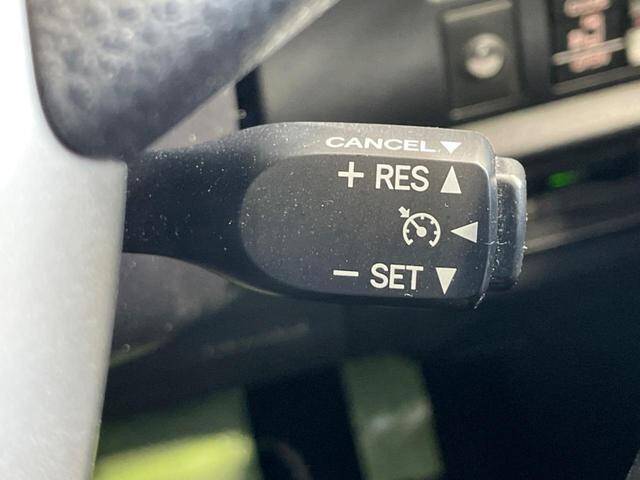 CANCEL ▼
+ RES ▲
◀
− SET ▼